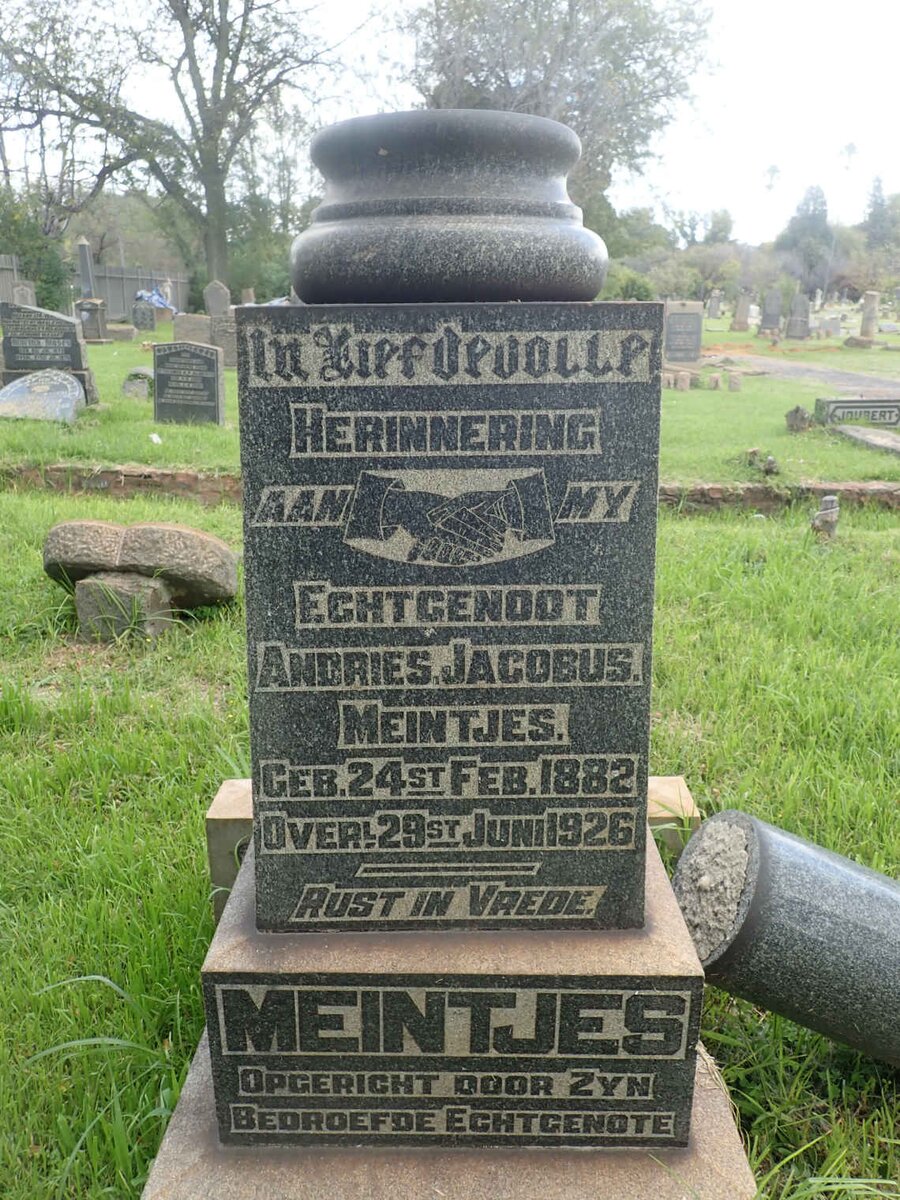 In Liefdevolle
Herinnering
aan my
Echtgenoot
Andries. Jacobus.
Meintjes.
Geb. 24st Feb. 1882
Overl. 29st Juni 1926
Rust in Vrede.
MEINTJES
Opgericht door Zyn
Bedroefde Echtgenote
JOUBERT